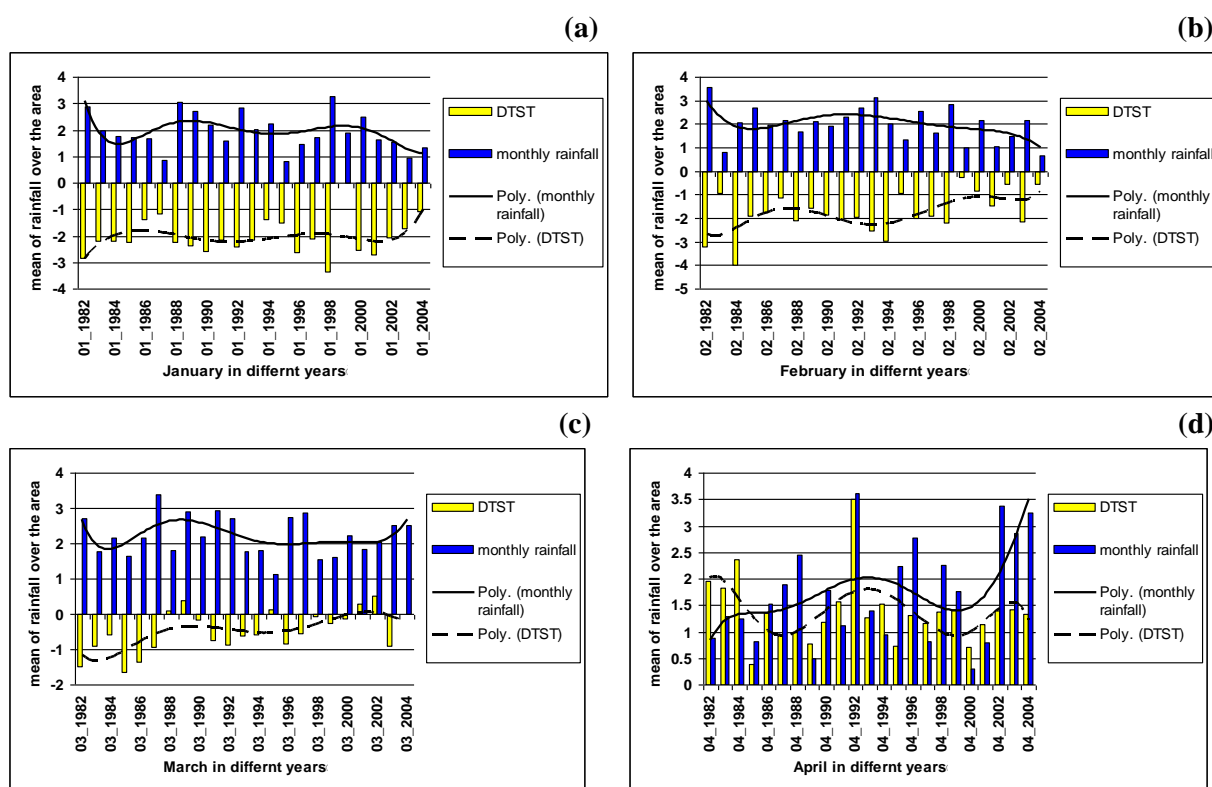 (a)
mean of rainfall over the area
4
3
2
1
0
-1
-2
-3
-4
01_1982
01_1984
01_1986
01_1988
01_1990
01_1992
01_1994
01_1996
01_1998
01_2000
01_2002
01_2004
January in differnt years
DTST
monthly rainfall
Poly. (monthly
rainfall)
Poly. (DTST)
(b)
mean of rainfall over the area
4
3
2
1
0
-1
-2
-3
-4
-5
02_1982
02_1984
02_1986
02_1988
02_1990
02_1992
02_1994
02_1996
02_1998
02_2000
02_2002
02_2004
February in differnt years
DTST
monthly rainfall
Poly. (monthly
rainfall)
Poly. (DTST)
(c)
mean of rainfall over the area
4
3
2
1
0
-1
-2
03_1982
03_1984
03_1986
03_1988
03_1990
03_1992
03_1994
03_1996
03_1998
03_2000
03_2002
03_2004
March in differnt years
DTST
monthly rainfall
Poly. (monthly
rainfall)
Poly. (DTST)
(d)
mean of rainfall over the area
4
3.5
3
2.5
2
1.5
1
0.5
0
04_1982
04_1984
04_1986
04_1988
04_1990
04_1992
04_1994
04_1996
04_1998
04_2000
04_2002
04_2004
April in differnt years
DTST
monthly rainfall
Poly. (monthly
rainfall)
Poly. (DTST)